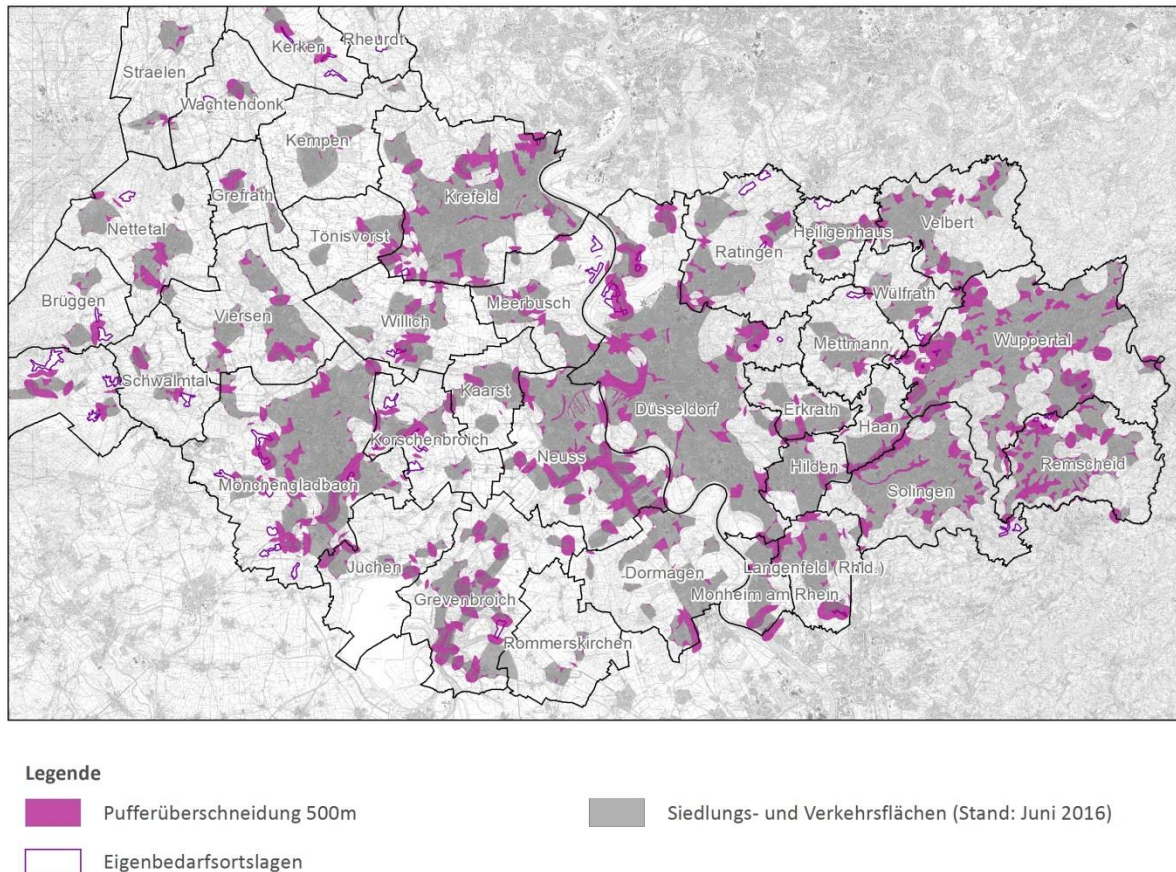 Kerken
Rheurdt
Straelen
Wachtendonk
Kempen
Grefrath
Krefeld
Nettetal
Tönisvorst
Ratingen
Heiligenhaus
Velbert
Brüggen
Viersen
Willich
Meerbusch
Wülfrath
Wuppertal
Mettmann
Schwalmtal
Kaarst
Düsseldorf
Erkrath
Haan
Korschenbroich
Neuss
Hilden
Remscheid
Mönchengladbach
Solingen
Jüchen
Dormagen
Langenfeld (Rhld.)
Grevenbroich
Monheim am Rhein
Rommerskirchen
Legende
Pufferüberschneidung 500m
Siedlungs- und Verkehrsflächen (Stand: Juni 2016)
Eigenbedarfsortslagen